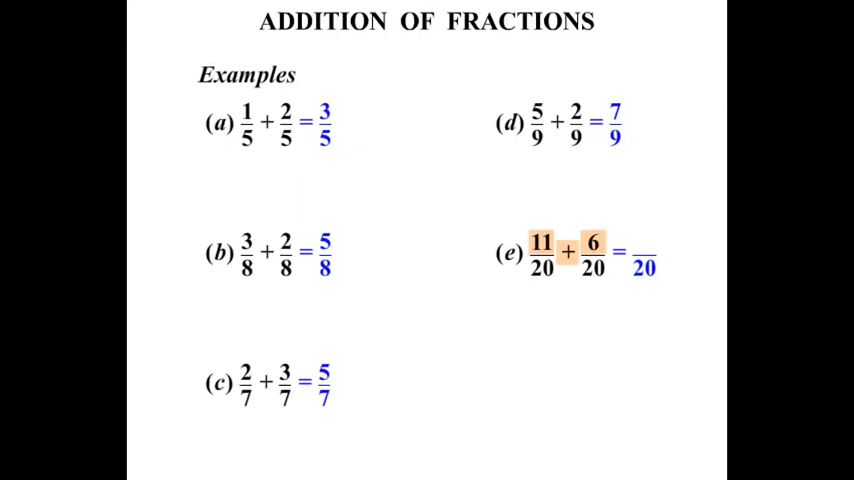 ADDITION OF FRACTIONS
Examples
(a) 1/5 + 2/5 = 3/5
(d) 5/9 + 2/9 = 7/9
(b) 3/8 + 2/8 = 5/8
(e) 11/20 + 6/20 = /20
(c) 2/7 + 3/7 = 5/7